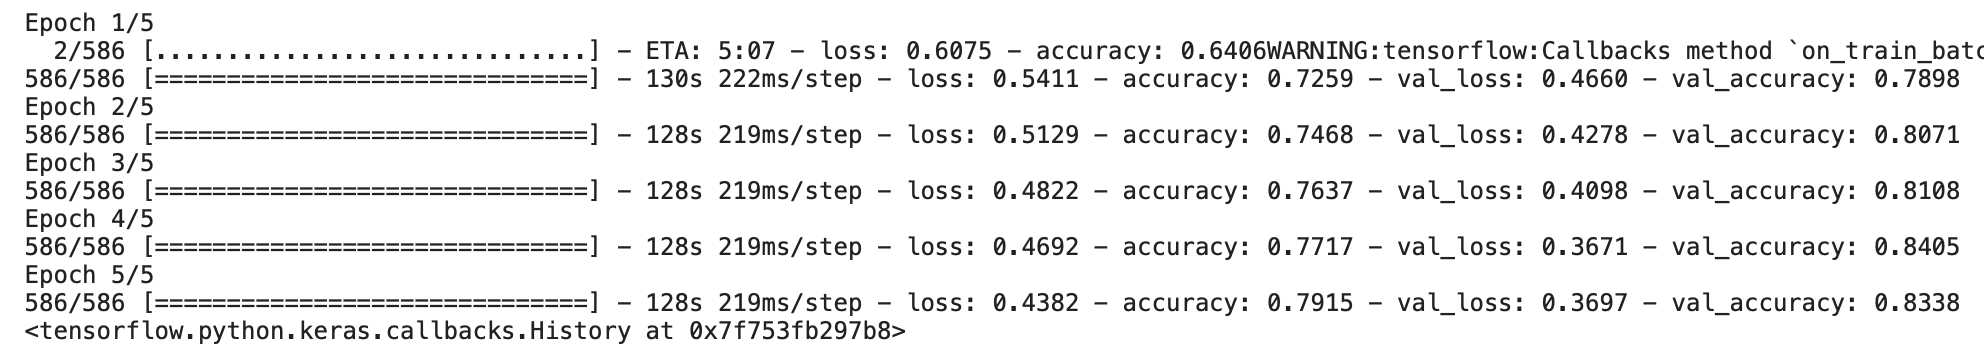 Epoch 1/5
2/586 [..............................] - ETA: 5:07 - loss: 0.6075 - accuracy: 0.6406WARNING:tensorflow:Callbacks method `on_train_batc
586/586 [==============================] - 130s 222ms/step - loss: 0.5411 - accuracy: 0.7259 - val_loss: 0.4660 - val_accuracy: 0.7898
Epoch 2/5
586/586 [==============================] - 128s 219ms/step - loss: 0.5129 - accuracy: 0.7468 - val_loss: 0.4278 - val_accuracy: 0.8071
Epoch 3/5
586/586 [==============================] - 128s 219ms/step - loss: 0.4822 - accuracy: 0.7637 - val_loss: 0.4098 - val_accuracy: 0.8108
Epoch 4/5
586/586 [==============================] - 128s 219ms/step - loss: 0.4692 - accuracy: 0.7717 - val_loss: 0.3671 - val_accuracy: 0.8405
Epoch 5/5
586/586 [==============================] - 128s 219ms/step - loss: 0.4382 - accuracy: 0.7915 - val_loss: 0.3697 - val_accuracy: 0.8338
<tensorflow.python.keras.callbacks.History at 0x7f753fb297b8>